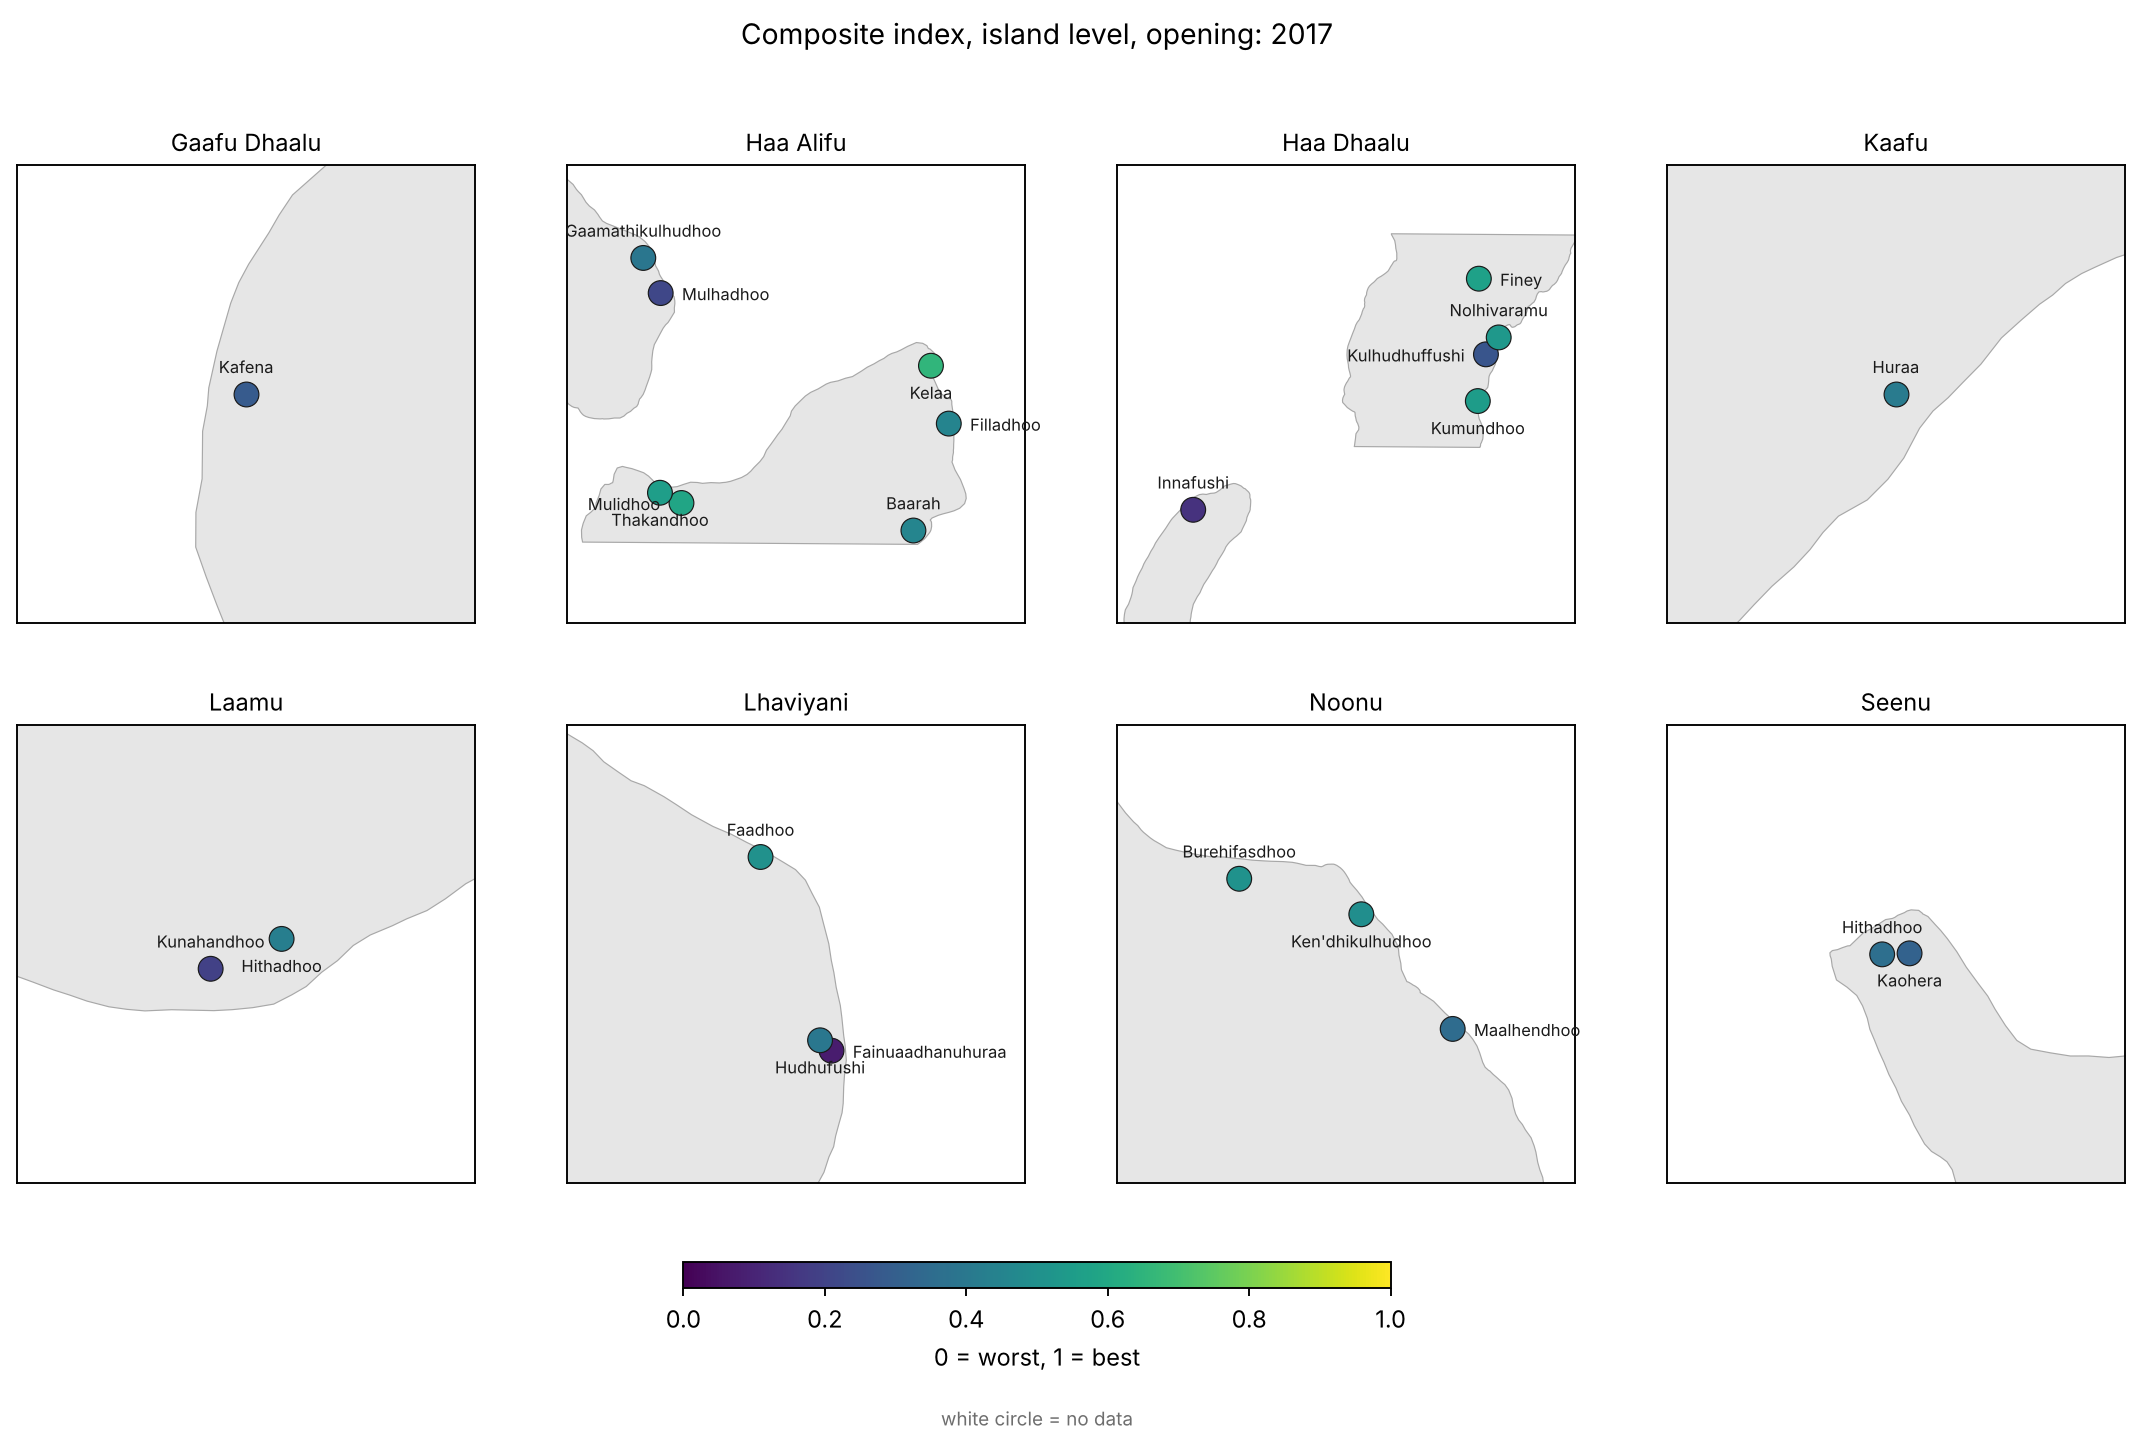 Composite index, island level, opening: 2017
Gaafu Dhaalu
Kafena
Haa Alifu
Gaamathikulhudhoo
Mulhadhoo
Kelaa
Filladhoo
Mulidhoo
Thakandhoo
Baarah
Haa Dhaalu
Finey
Nolhivaramu
Kulhudhuffushi
Kumundhoo
Innafushi
Kaafu
Huraa
Laamu
Kunahandhoo
Hithadhoo
Lhaviyani
Faadhoo
Fainuaadhanuhuraa
Hudhufushi
Noonu
Burehifasdhoo
Ken'dhikulhudhoo
Maalhendhoo
Seenu
Hithadhoo
Kaohera
0.0 0.2 0.4 0.6 0.8 1.0
0 = worst, 1 = best
white circle = no data